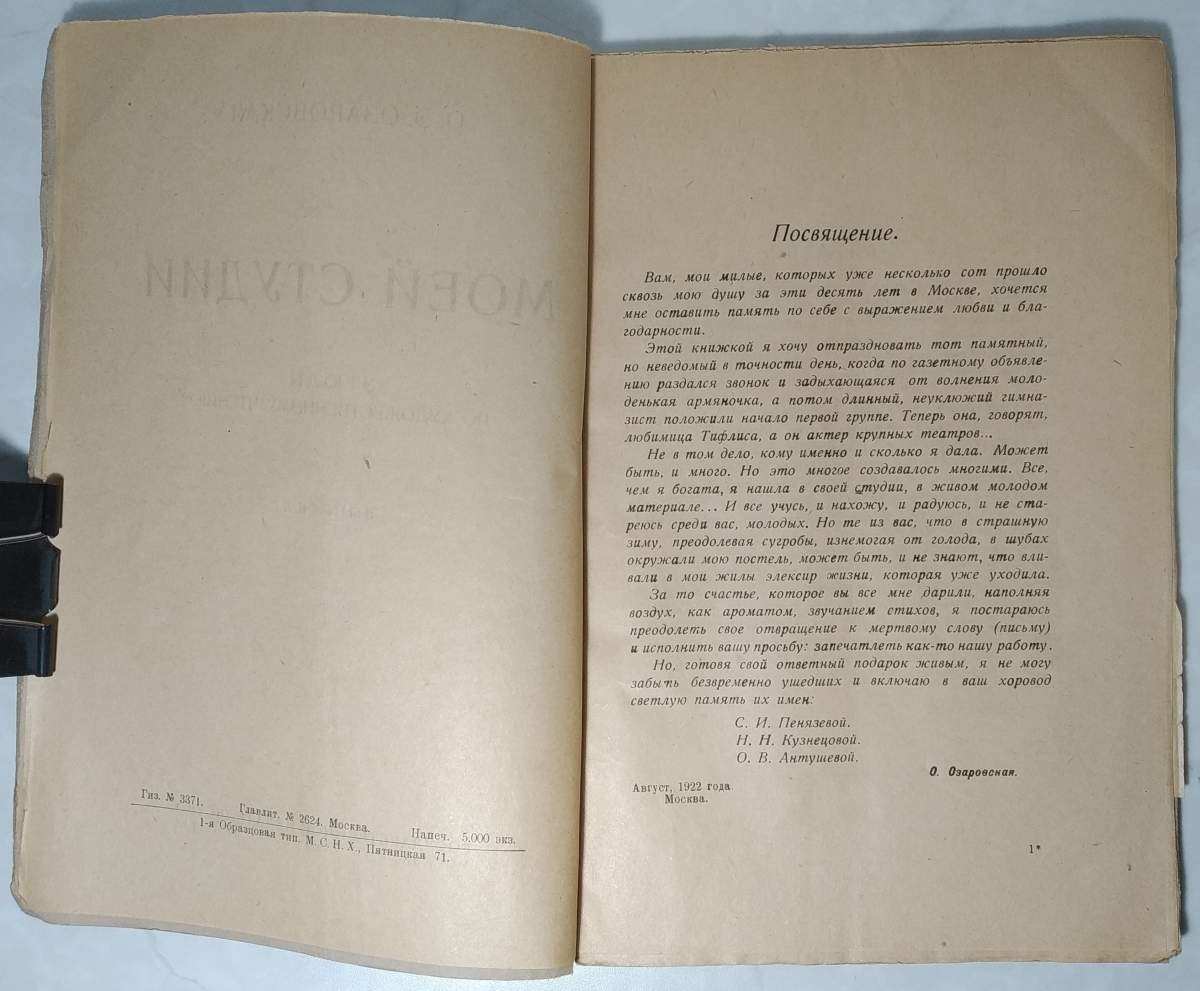 О. Э. ОЗАРОВСКАЯ
МОЕЙ СТУДИИ
Гиз. № 3371. Главлит. № 2624. Москва. Напеч. 5.000 экз.
1-я Образцовая тип. М. С. Н. Х., Пятницкая 71.
Посвящение.
Вам, мои милые, которых уже несколько сот прошло
сквозь мою душу за эти десять лет в Москве, хочется
мне оставить память по себе с выражением любви и бла-
годарности.
Этой книжкой я хочу отпраздновать тот памятный,
но неведомый в точности день, когда по газетному объявле-
нию раздался звонок и задыхающаяся от волнения моло-
денькая армяночка, а потом длинный, неуклюжий гимна-
зист положили начало первой группе. Теперь она, говорят,
любимица Тифлиса, а он актер крупных театров...
Не в том дело, кому именно и сколько я дала. Может
быть, и много. Но это многое создавалось многими. Все,
чем я богата, я нашла в своей студии, в живом молодом
материале... И все учусь, и нахожу, и радуюсь, и не ста-
реюсь среди вас, молодых. Но те из вас, что в страшную
зиму, преодолевая сугробы, изнемогая от голода, в шубах
окружали мою постель, может быть, и не знают, что вли-
вали в мои жилы элексир жизни, которая уже уходила.
За то счастье, которое вы все мне дарили, наполняя
воздух, как ароматом, звучанием стихов, я постараюсь
преодолеть свое отвращение к мертвому слову (письму)
и исполнить вашу просьбу: запечатлеть как-то нашу работу.
Но, готовя свой ответный подарок живым, я не могу
забыть безвременно ушедших и включаю в ваш хоровод
светлую память их имен:
С. И. Пенязевой.
Н. Н. Кузнецовой.
О. В. Антушевой.
О. Озаровская.
Август, 1922 года.
Москва.
1*